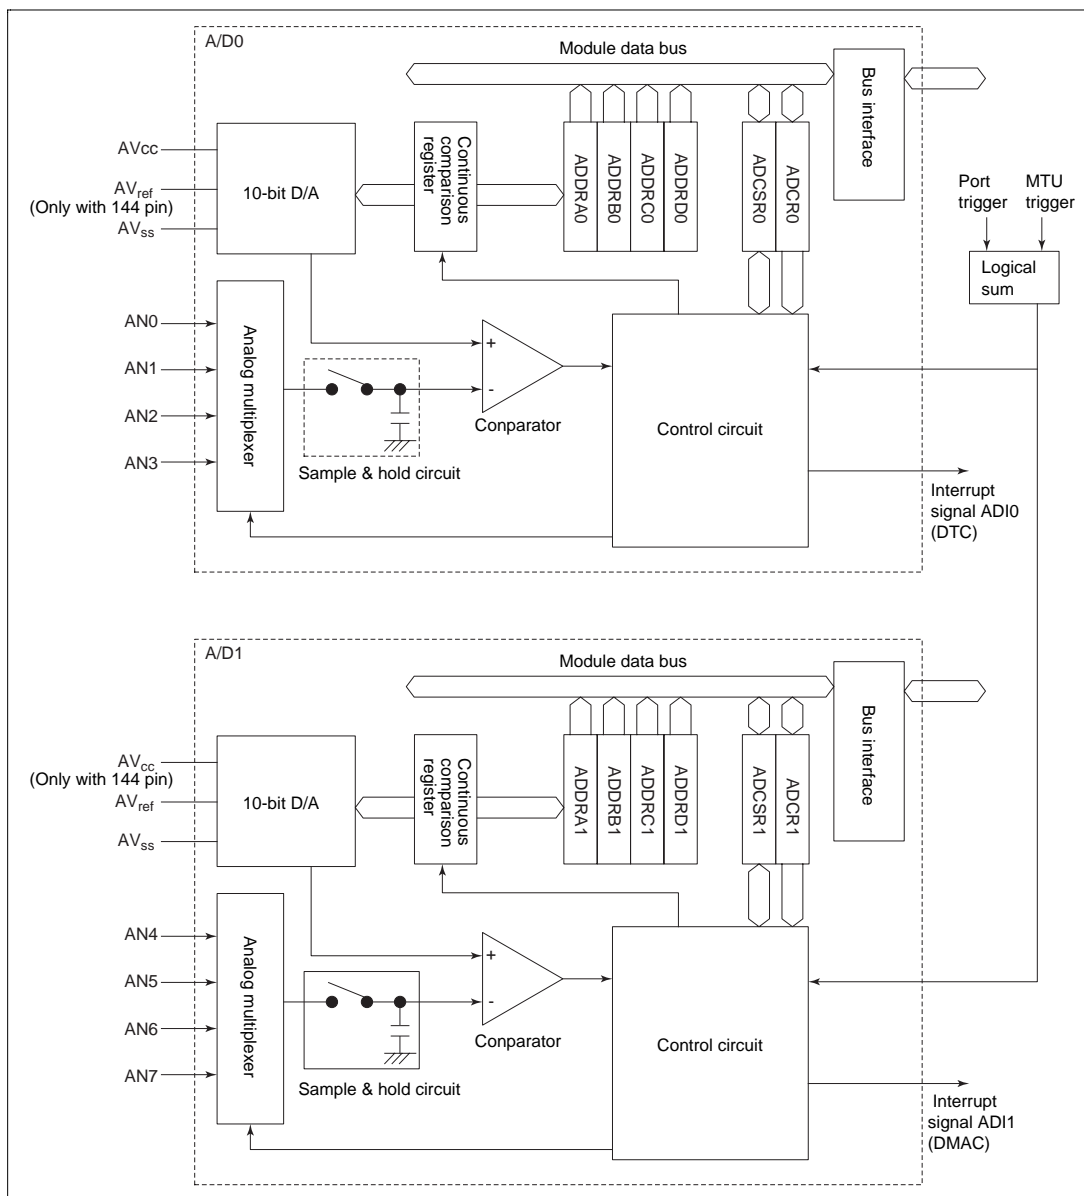 A/D0
Module data bus
Bus interface
AVcc
AVref
(Only with 144 pin)
AVss
10-bit D/A
Continuous
comparison
register
ADDRA0
ADDRB0
ADDRC0
ADDRD0
ADCSR0
ADCR0
Port
trigger
MTU
trigger
Logical
sum
AN0
AN1
AN2
AN3
Analog multiplexer
+
-
Conparator
Sample & hold circuit
Control circuit
Interrupt
signal ADI0
(DTC)
A/D1
Module data bus
Bus interface
AVcc
(Only with 144 pin)
AVref
AVss
10-bit D/A
Continuous
comparison
register
ADDRA1
ADDRB1
ADDRC1
ADDRD1
ADCSR1
ADCR1
AN4
AN5
AN6
AN7
Analog multiplexer
+
-
Conparator
Sample & hold circuit
Control circuit
Interrupt
signal ADI1
(DMAC)